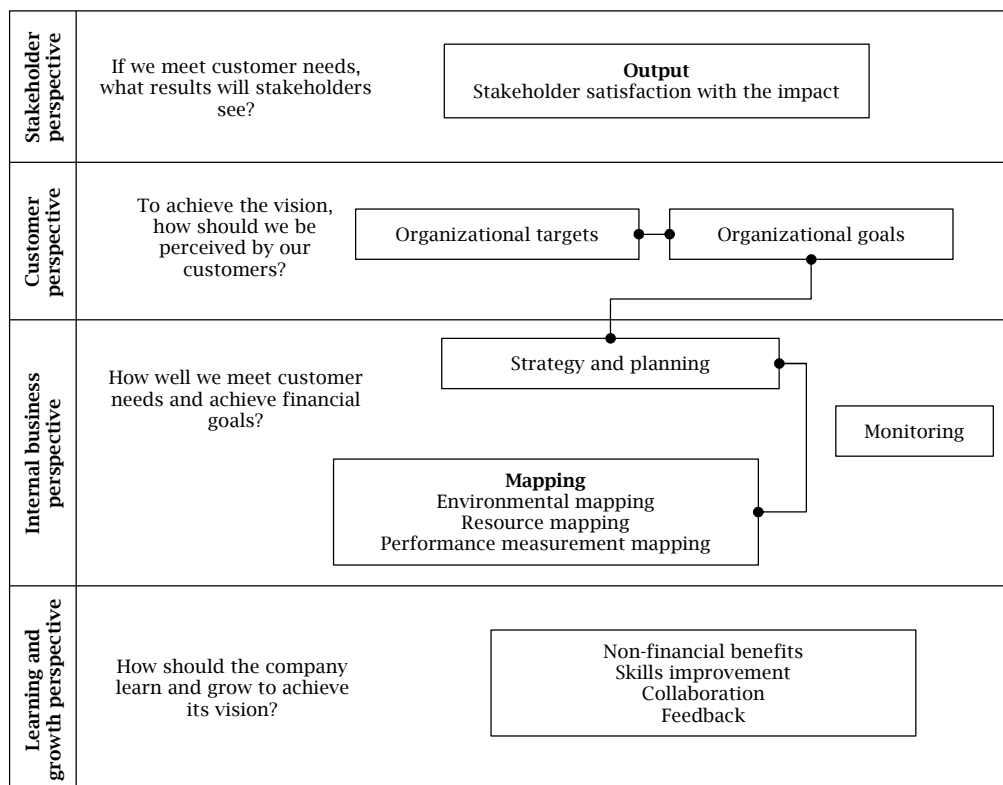 Stakeholder
perspective
If we meet customer needs,
what results will stakeholders
see?
Output
Stakeholder satisfaction with the impact
Customer
perspective
To achieve the vision,
how should we be
perceived by our
customers?
Organizational targets
Organizational goals
Internal business
perspective
How well we meet customer
needs and achieve financial
goals?
Strategy and planning
Monitoring
Mapping
Environmental mapping
Resource mapping
Performance measurement mapping
Learning and
growth perspective
How should the company
learn and grow to achieve
its vision?
Non-financial benefits
Skills improvement
Collaboration
Feedback